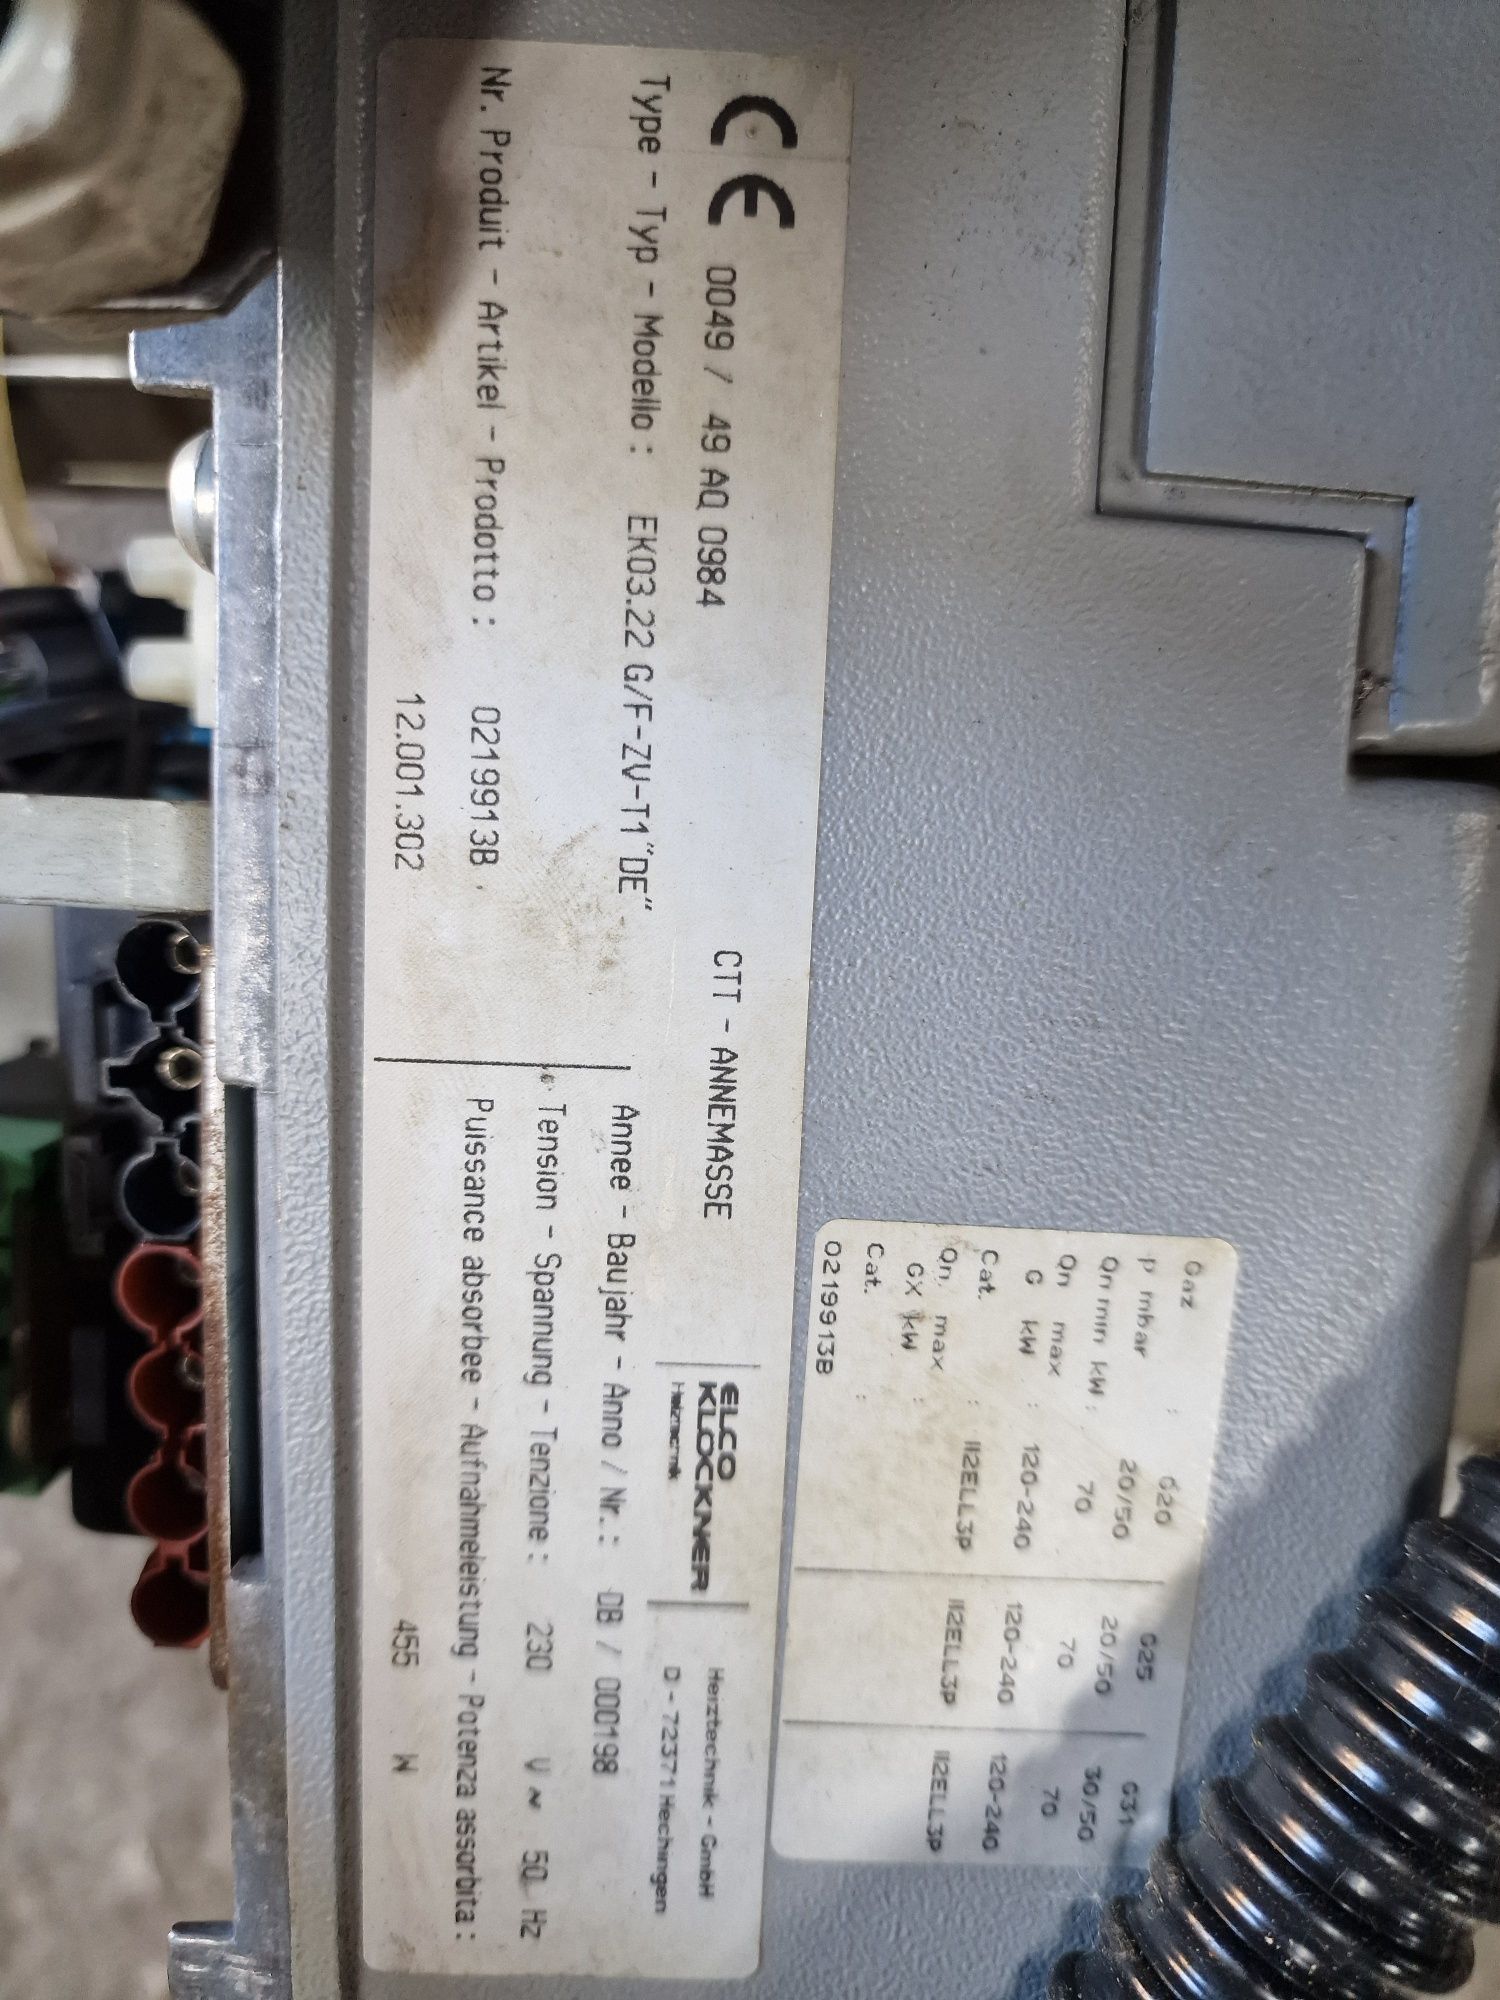 CE 0049 / 49 AQ 0984
CTT - ANNEMASSE
ELCO
KLÖCKNER
Heiztechnik
Heiztechnik - GmbH
D - 72371 Hechingen
Type - Typ - Modello : EK03.22 G/F-ZV-T1 "DE"
Nr. Produit - Artikel - Prodotto : 0219913B
12.001.302
Annee - Baujahr - Anno / Nr.: 08 / 000198
Tension - Spannung - Tenzione : 230 V ~ 50 Hz
Puissance absorbee - Aufnahmeleistung - Potenza assorbita :
455 W
Gaz : G20 G25 G31
P mbar 20/50 20/50 30/50
Qn min kW : 70 70 70
Qn max
G kW : 120-240 120-240 120-240
Cat. : II2ELL3P II2ELL3P II2ELL3P
Qn. max
GX kW :
Cat. :
0219913B